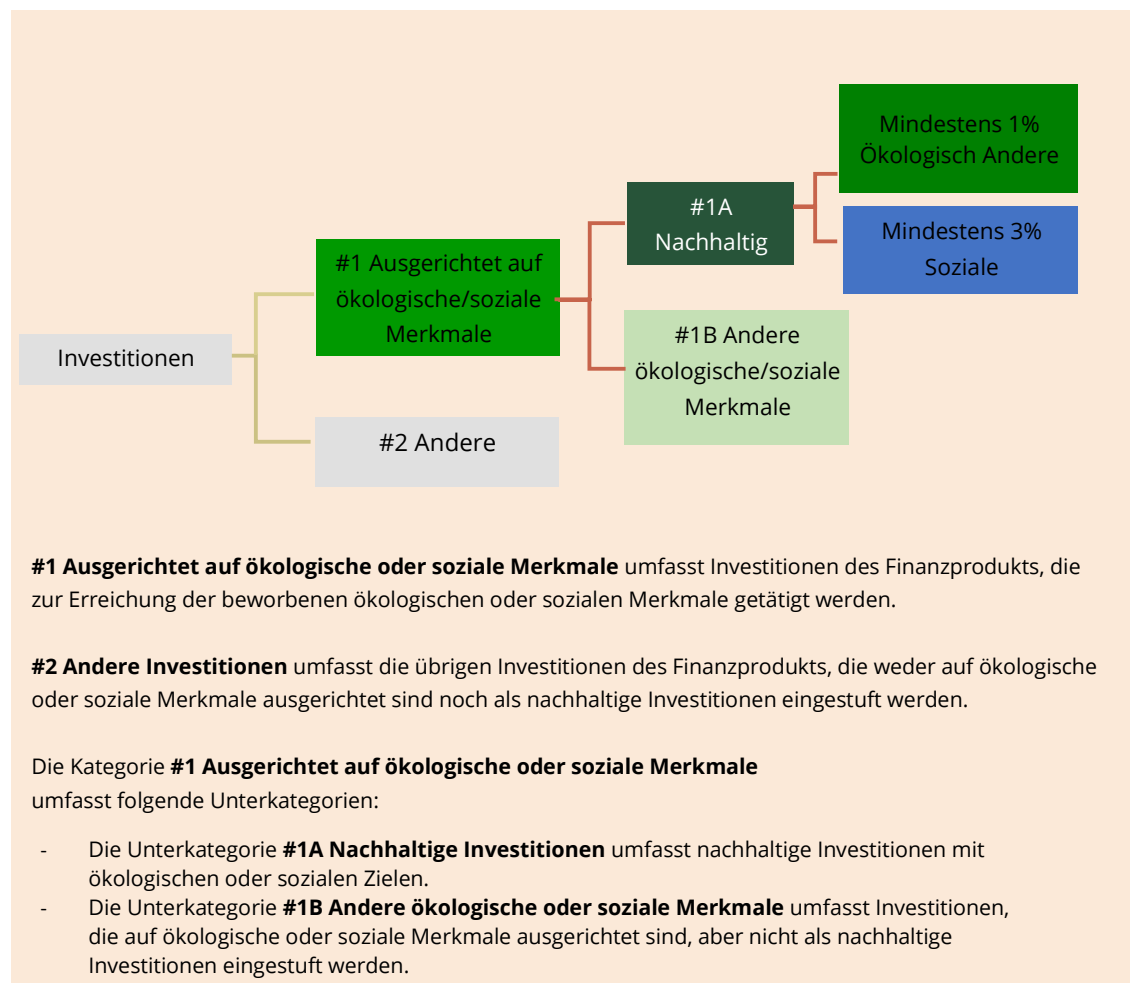 Mindestens 1%
Ökologisch Andere
#1A
Nachhaltig
Mindestens 3%
Soziale
#1 Ausgerichtet auf
ökologische/soziale
Merkmale
Investitionen
#1B Andere
ökologische/soziale
Merkmale
#2 Andere
#1 Ausgerichtet auf ökologische oder soziale Merkmale umfasst Investitionen des Finanzprodukts, die
zur Erreichung der beworbenen ökologischen oder sozialen Merkmale getätigt werden.
#2 Andere Investitionen umfasst die übrigen Investitionen des Finanzprodukts, die weder auf ökologische
oder soziale Merkmale ausgerichtet sind noch als nachhaltige Investitionen eingestuft werden.
Die Kategorie #1 Ausgerichtet auf ökologische oder soziale Merkmale
umfasst folgende Unterkategorien:
- Die Unterkategorie #1A Nachhaltige Investitionen umfasst nachhaltige Investitionen mit
ökologischen oder sozialen Zielen.
- Die Unterkategorie #1B Andere ökologische oder soziale Merkmale umfasst Investitionen,
die auf ökologische oder soziale Merkmale ausgerichtet sind, aber nicht als nachhaltige
Investitionen eingestuft werden.